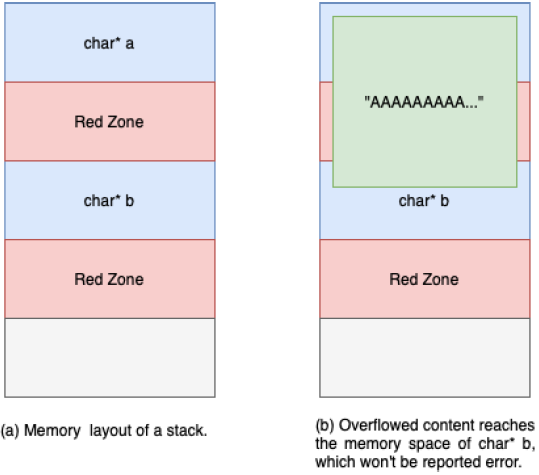 char* a
Red Zone
char* b
Red Zone
(a) Memory layout of a stack.
"AAAAAAAAA..."
char* b
Red Zone
(b) Overflowed content reaches
the memory space of char* b,
which won't be reported error.